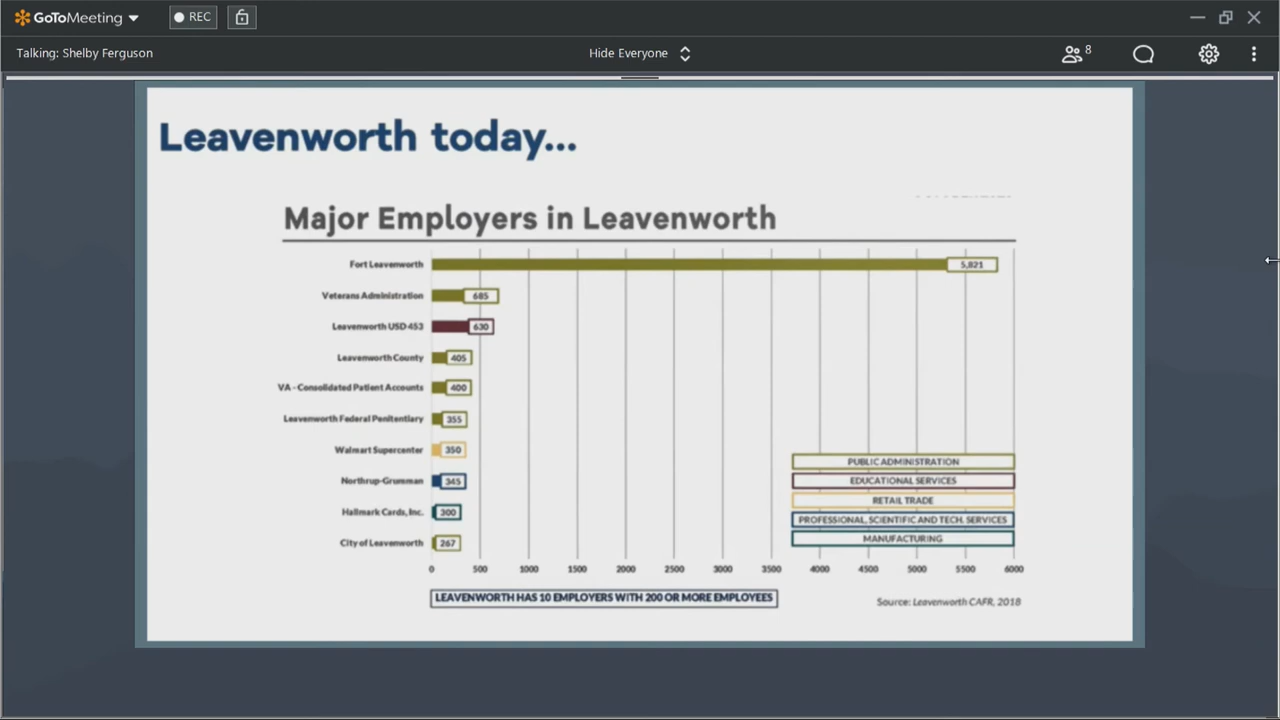 GoToMeeting
REC
Talking: Shelby Ferguson
Hide Everyone
8
Leavenworth today...
Major Employers in Leavenworth
Fort Leavenworth 5,821
Veterans Administration 685
Leavenworth USD 453 630
Leavenworth County 405
VA - Consolidated Patient Accounts 400
Leavenworth Federal Penitentiary 355
Walmart Supercenter 350
Northrup-Grumman 345
Hallmark Cards, Inc. 300
City of Leavenworth 267
PUBLIC ADMINISTRATION
EDUCATIONAL SERVICES
RETAIL TRADE
PROFESSIONAL, SCIENTIFIC AND TECH. SERVICES
MANUFACTURING
0 500 1000 1500 2000 2500 3000 3500 4000 4500 5000 5500 6000
LEAVENWORTH HAS 10 EMPLOYERS WITH 200 OR MORE EMPLOYEES
Source: Leavenworth CAFR, 2018